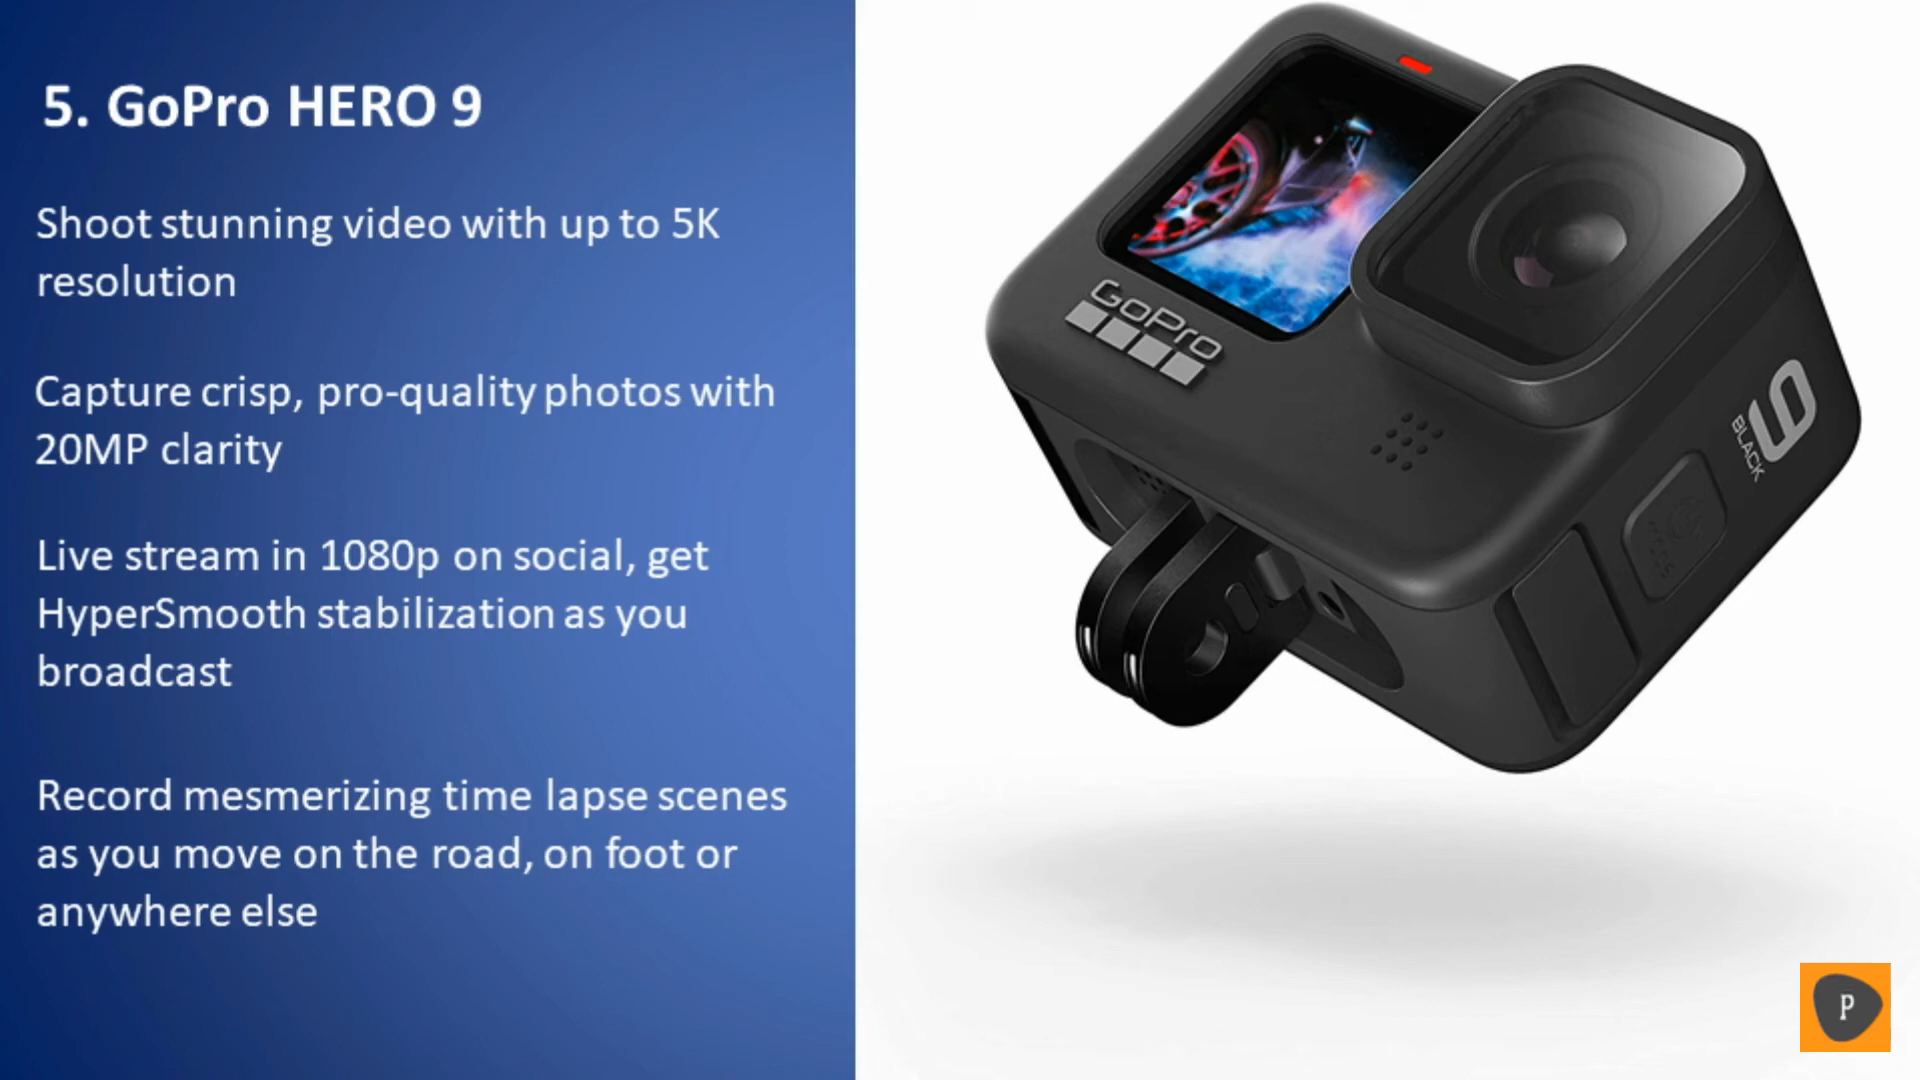 5. GoPro HERO 9
Shoot stunning video with up to 5K
resolution
Capture crisp, pro-quality photos with
20MP clarity
Live stream in 1080p on social, get
HyperSmooth stabilization as you
broadcast
Record mesmerizing time lapse scenes
as you move on the road, on foot or
anywhere else
GoPro
9
BLACK
P